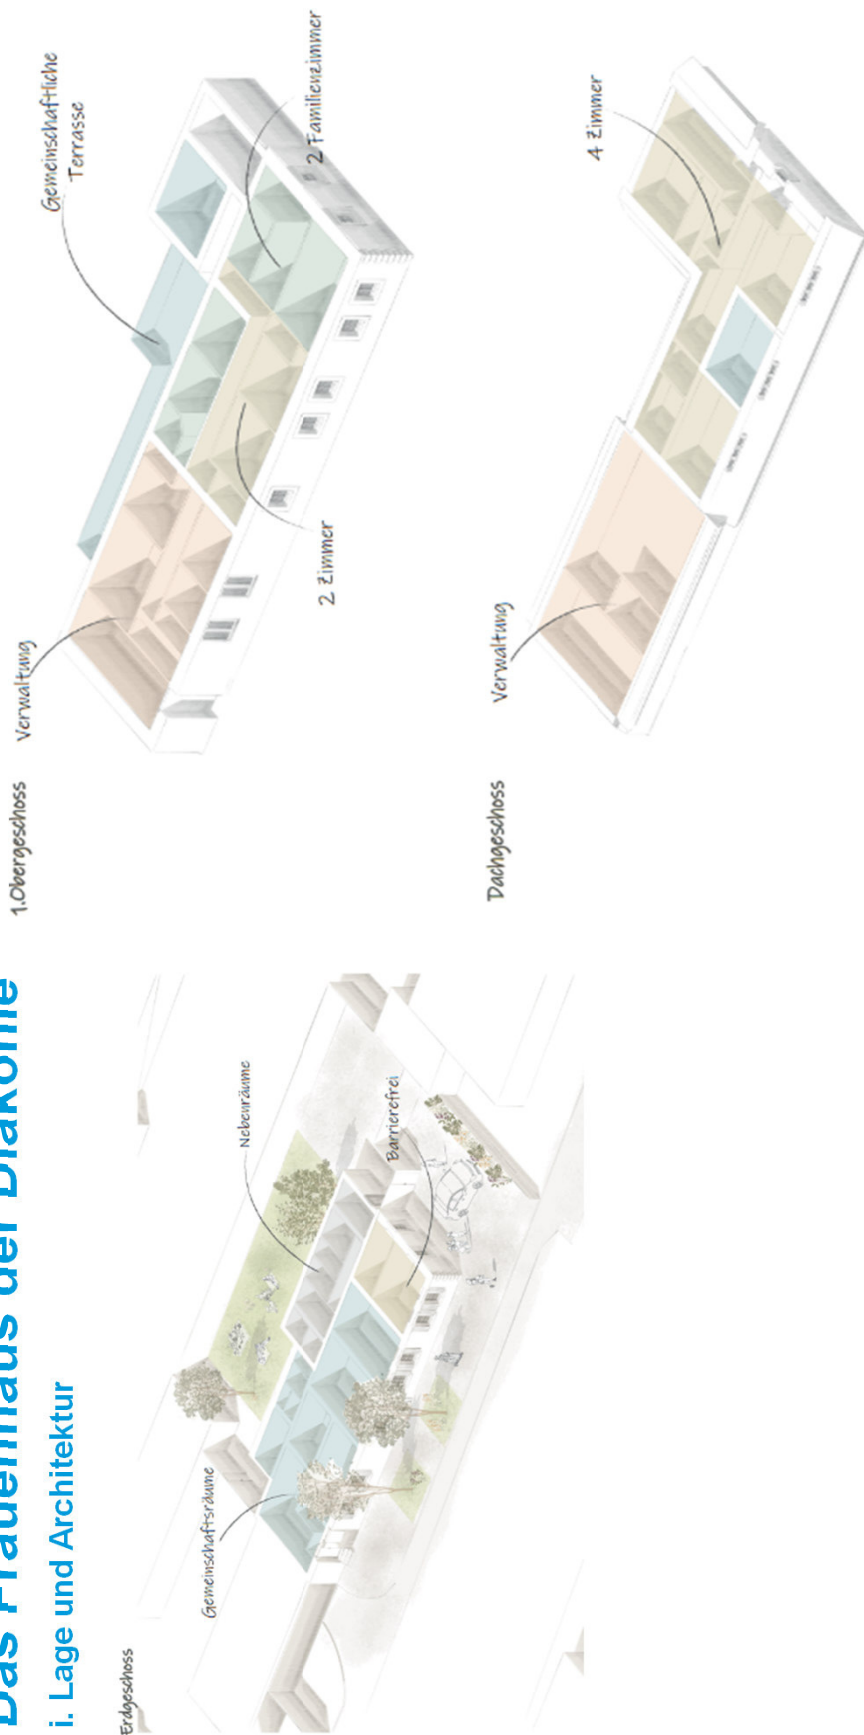 Das Frauenhaus der Diakonie
i. Lage und Architektur
Erdgeschoss
Gemeinschaftsräume
Nebenräume
Barrierefrei
1.Obergeschoss
Verwaltung
Gemeinschaftliche
Terrasse
2 Zimmer
2 Familienzimmer
Dachgeschoss
Verwaltung
4 Zimmer